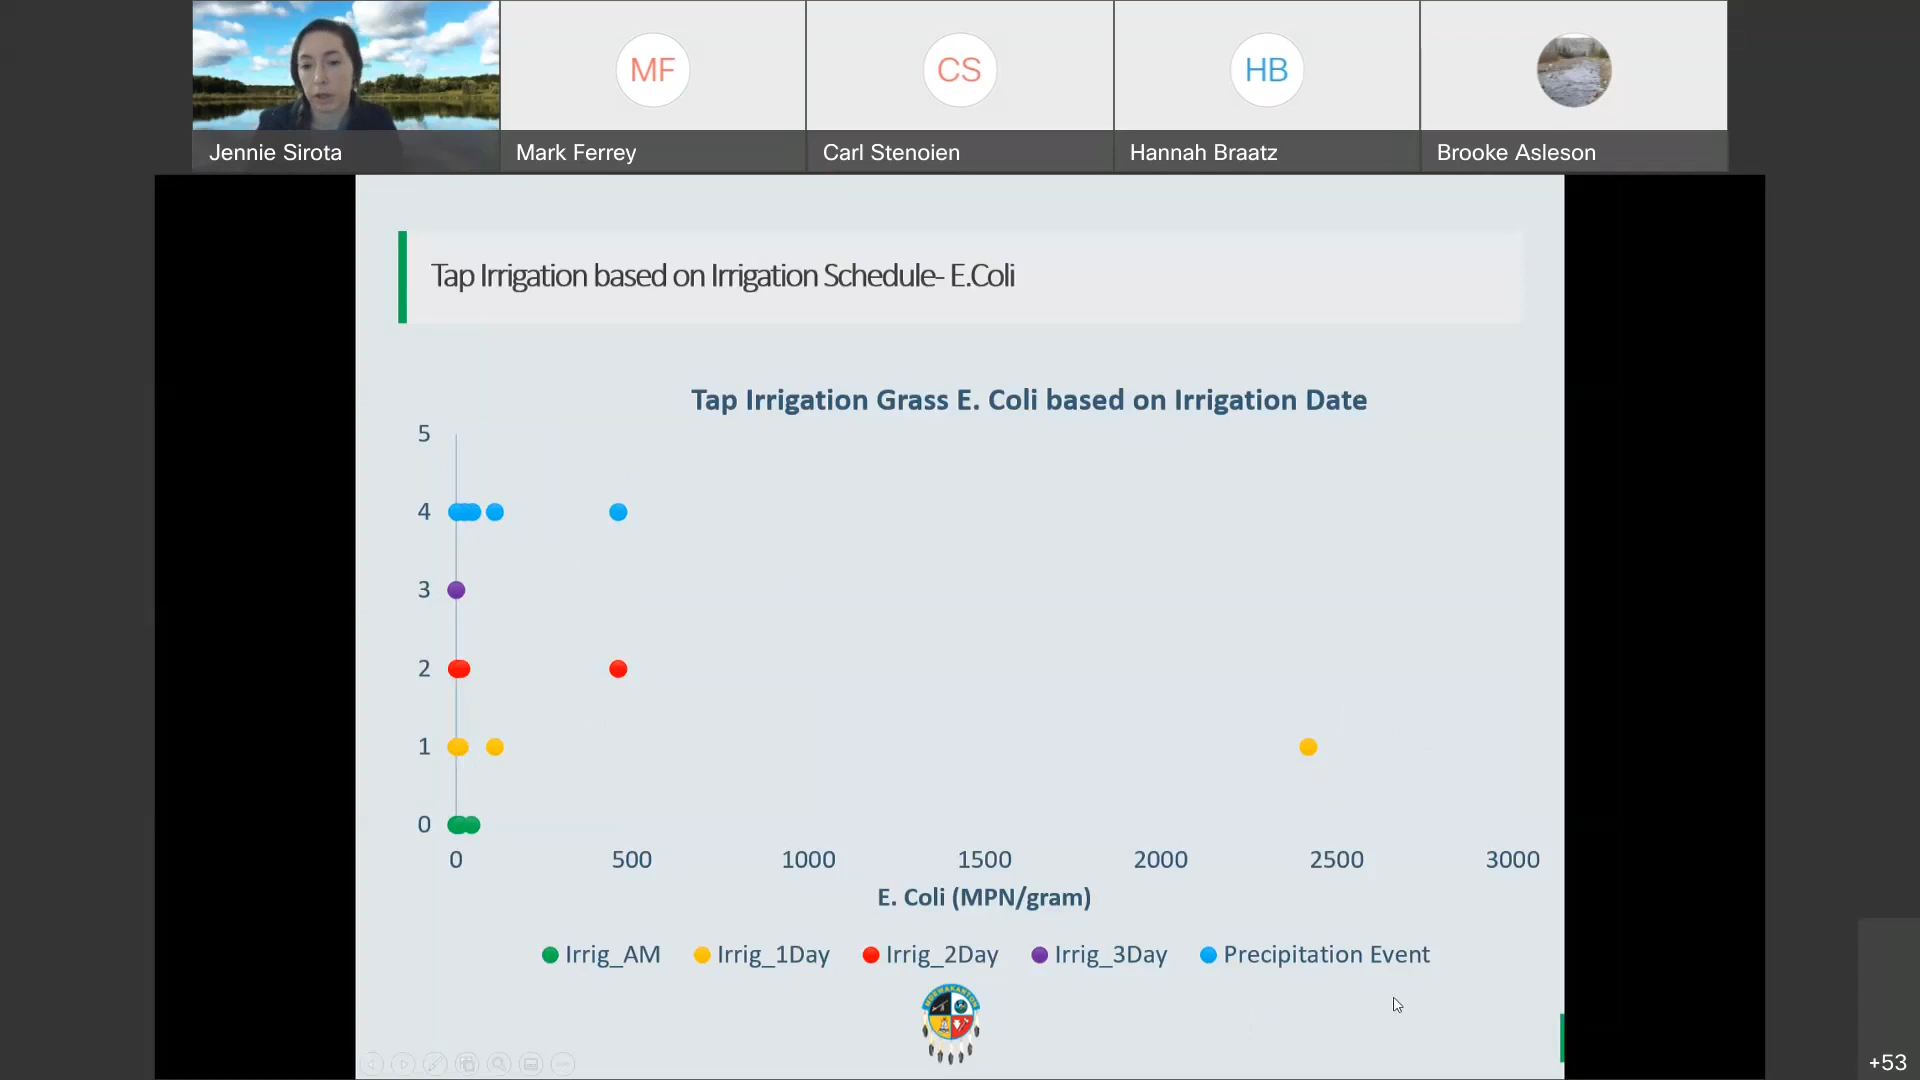 MF
CS
HB
Jennie Sirota
Mark Ferrey
Carl Stenoien
Hannah Braatz
Brooke Asleson
Tap Irrigation based on Irrigation Schedule- E.Coli
Tap Irrigation Grass E. Coli based on Irrigation Date
5
4
3
2
1
0
0 500 1000 1500 2000 2500 3000
E. Coli (MPN/gram)
Irrig_AM Irrig_1Day Irrig_2Day Irrig_3Day Precipitation Event
+53